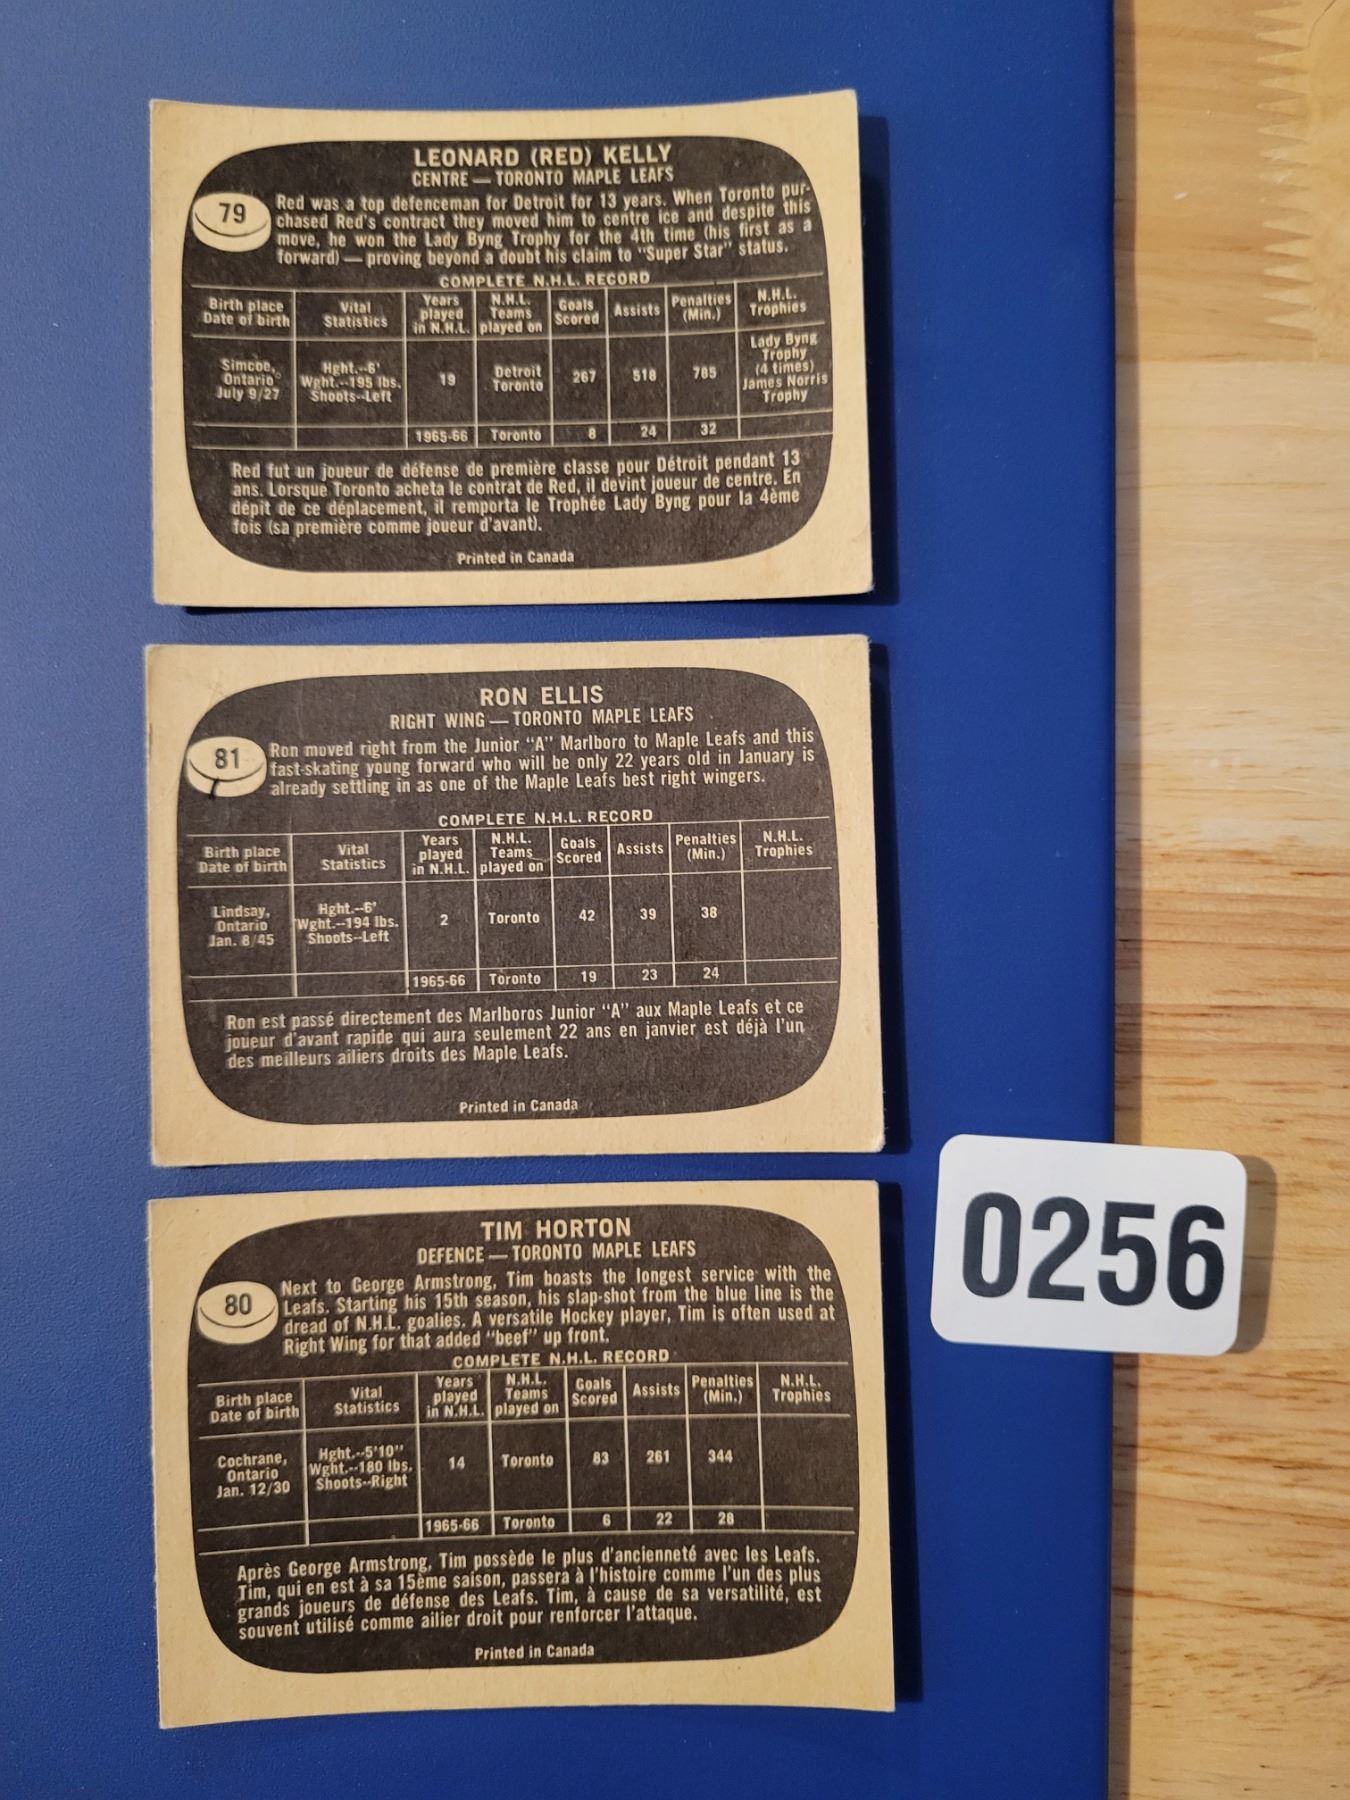 LEONARD (RED) KELLY
CENTRE — TORONTO MAPLE LEAFS
79
Red was a top defenceman for Detroit for 13 years. When Toronto pur-
chased Red's contract they moved him to centre ice and despite this
move, he won the Lady Byng Trophy for the 4th time (his first as a
forward) — proving beyond a doubt his claim to "Super Star" status.
COMPLETE N.H.L. RECORD
Birth place Date of birth | Vital Statistics | Years played in N.H.L. | N.H.L. Teams played on | Goals Scored | Assists | Penalties (Min.) | N.H.L. Trophies
Simcoe, Ontario July 9/27 | Hght.--6' Wght.--195 lbs. Shoots--Left | 19 | Detroit Toronto | 267 | 518 | 785 | Lady Byng Trophy (4 times) James Norris Trophy
1965-66 | Toronto | 8 | 24 | 32
Red fut un joueur de défense de première classe pour Détroit pendant 13
ans. Lorsque Toronto acheta le contrat de Red, il devint joueur de centre. En
dépit de ce déplacement, il remporta le Trophée Lady Byng pour la 4ème
fois (sa première comme joueur d'avant).
Printed in Canada
RON ELLIS
RIGHT WING — TORONTO MAPLE LEAFS
81
Ron moved right from the Junior "A" Marlboro to Maple Leafs and this
fast-skating young forward who will be only 22 years old in January is
already settling in as one of the Maple Leafs best right wingers.
COMPLETE N.H.L. RECORD
Birth place Date of birth | Vital Statistics | Years played in N.H.L. | N.H.L. Teams played on | Goals Scored | Assists | Penalties (Min.) | N.H.L. Trophies
Lindsay, Ontario Jan. 8/45 | Hght.--6' Wght.--194 lbs. Shoots--Left | 2 | Toronto | 42 | 39 | 38
1965-66 | Toronto | 19 | 23 | 24
Ron est passé directement des Marlboros Junior "A" aux Maple Leafs et ce
joueur d'avant rapide qui aura seulement 22 ans en janvier est déjà l'un
des meilleurs ailiers droits des Maple Leafs.
Printed in Canada
TIM HORTON
DEFENCE — TORONTO MAPLE LEAFS
80
Next to George Armstrong, Tim boasts the longest service with the
Leafs. Starting his 15th season, his slap-shot from the blue line is the
dread of N.H.L. goalies. A versatile Hockey player, Tim is often used at
Right Wing for that added "beef" up front.
COMPLETE N.H.L. RECORD
Birth place Date of birth | Vital Statistics | Years played in N.H.L. | N.H.L. Teams played on | Goals Scored | Assists | Penalties (Min.) | N.H.L. Trophies
Cochrane, Ontario Jan. 12/30 | Hght.--5'10" Wght.--180 lbs. Shoots--Right | 14 | Toronto | 83 | 261 | 344
1965-66 | Toronto | 6 | 22 | 28
Après George Armstrong, Tim possède le plus d'ancienneté avec les Leafs.
Tim, qui en est à sa 15ème saison, passera à l'histoire comme l'un des plus
grands joueurs de défense des Leafs. Tim, à cause de sa versatilité, est
souvent utilisé comme ailier droit pour renforcer l'attaque.
Printed in Canada
0256